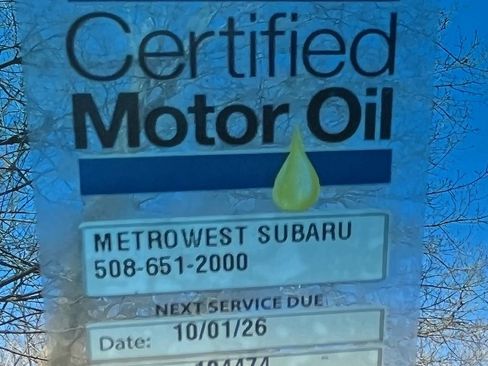 Certified
Motor Oil
METROWEST SUBARU
508-651-2000
NEXT SERVICE DUE
Date: 10/01/26